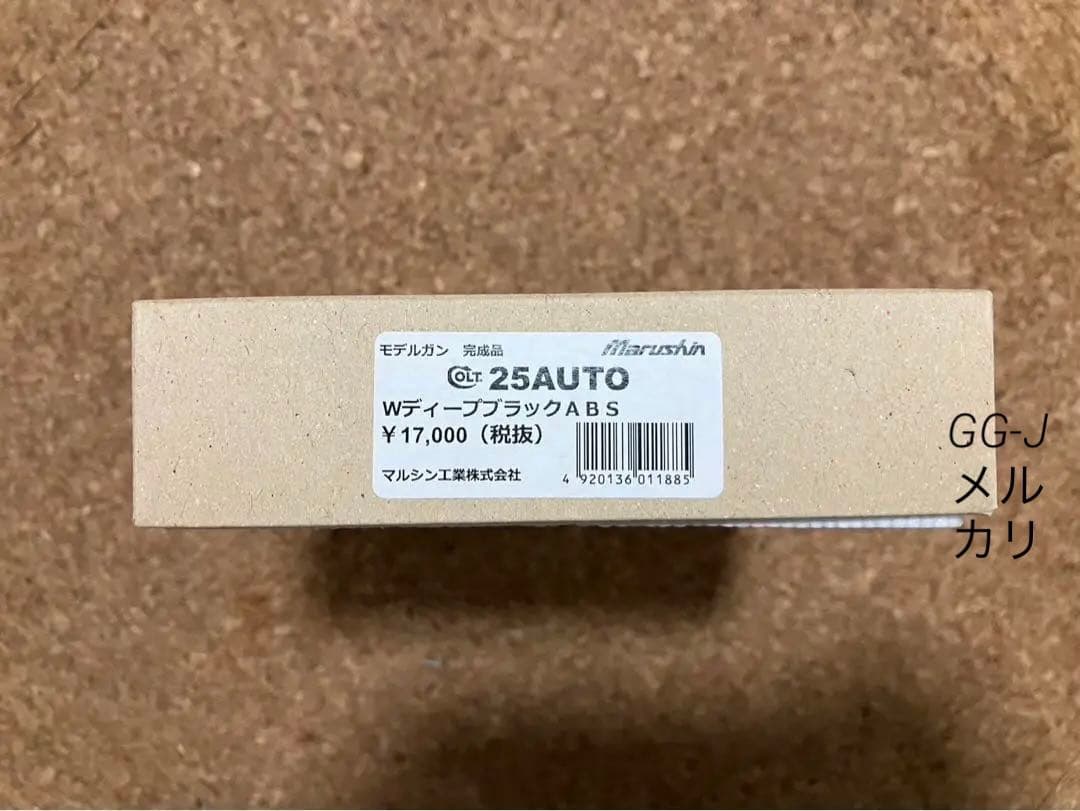 モデルガン 完成品 Marushin
COLT 25AUTO
WディープブラックABS
¥17,000(税抜)
マルシン工業株式会社
4 920136 011885
GG-J
メル
カリ